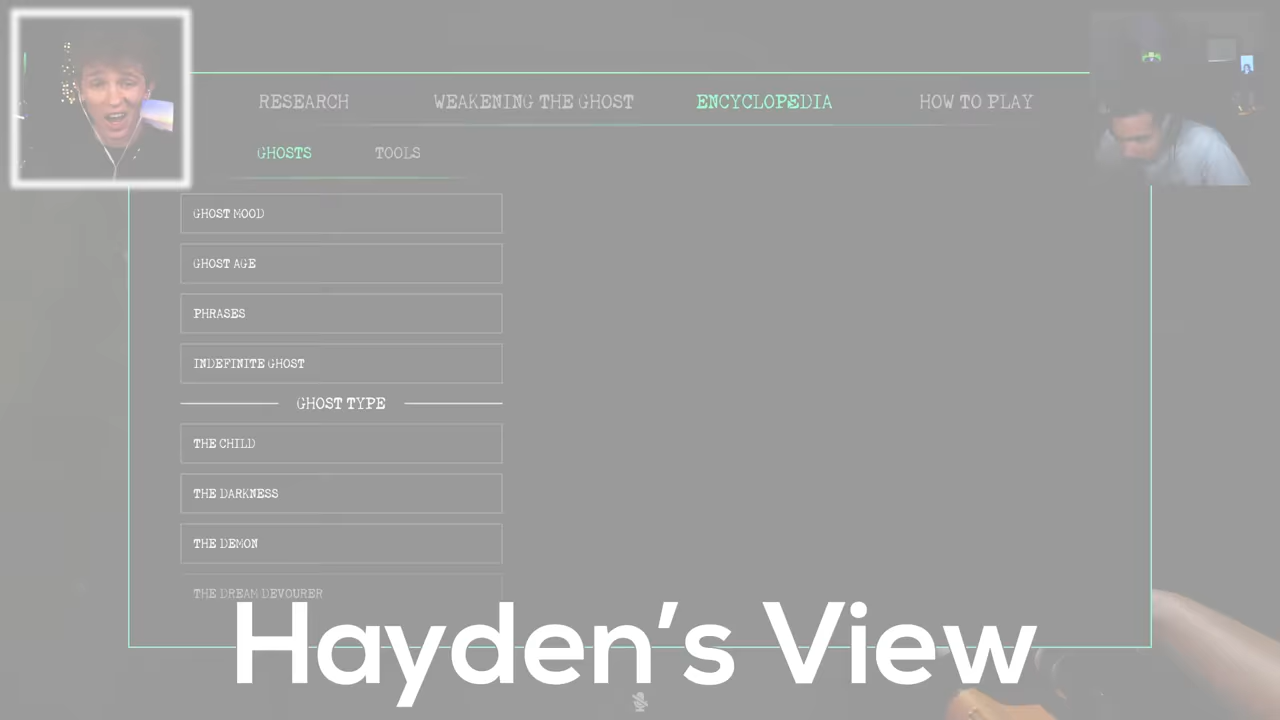 RESEARCH
WEAKENING THE GHOST
ENCYCLOPEDIA
HOW TO PLAY
GHOSTS
TOOLS
GHOST MOOD
GHOST AGE
PHRASES
INDEFINITE GHOST
GHOST TYPE
THE CHILD
THE DARKNESS
THE DEMON
THE DREAM DEVOURER
Hayden's View